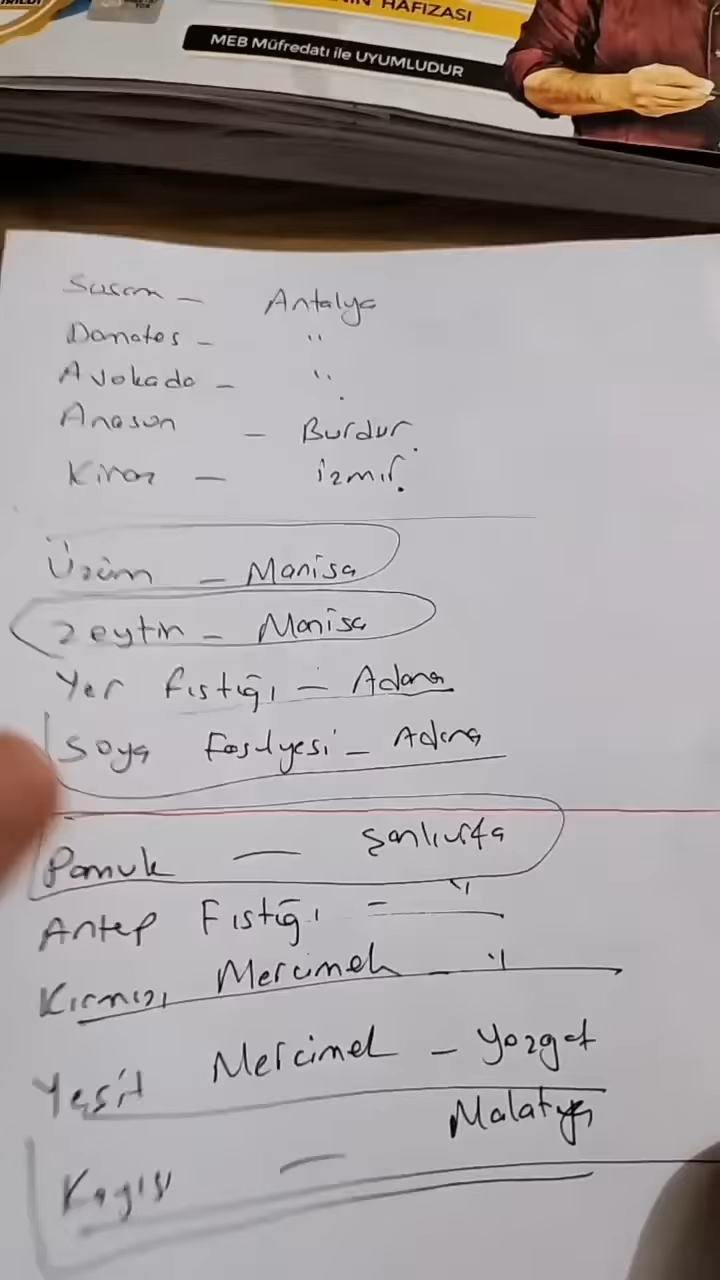 HAFIZASI
MEB Müfredatı ile UYUMLUDUR
Susam - Antalya
Domates - "
Avokado - "
Anason - Burdur
Kiraz - İzmir
Üzüm - Manisa
Zeytin - Manisa
Yer fıstığı - Adana
Soya Fasulyesi - Adana
Pamuk - Şanlıurfa
Antep Fıstığı - "
Kırmızı Mercimek - "
Yeşil Mercimek - Yozgat
Kayısı - Malatya